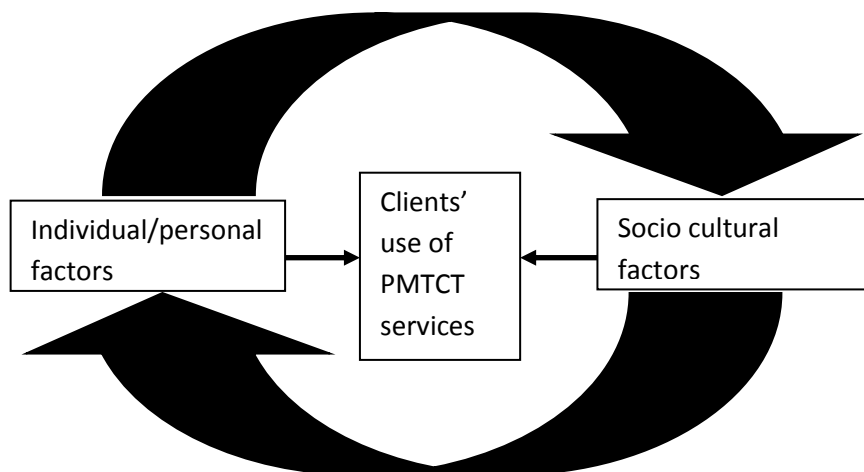 Individual/personal
factors
Clients’
use of
PMTCT
services
Socio cultural
factors